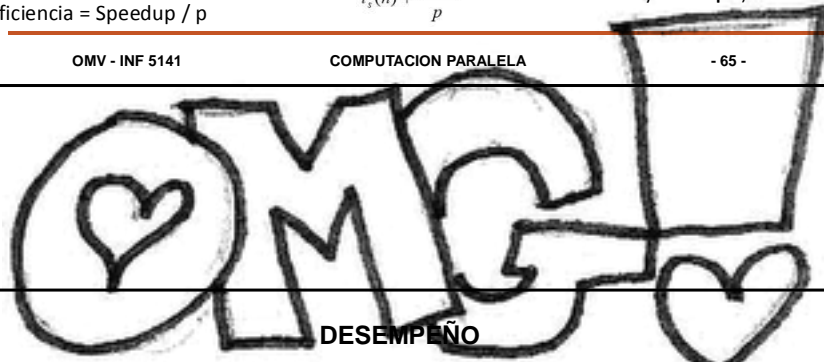 ficiencia = Speedup / p
p
OMV - INF 5141 COMPUTACION PARALELA - 65 -
OMG!
DESEMPEÑO